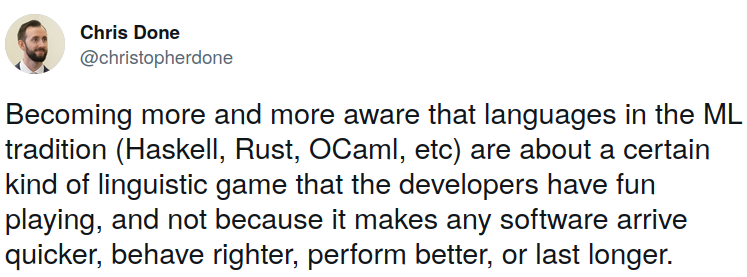 Chris Done
@christopherdone
Becoming more and more aware that languages in the ML
tradition (Haskell, Rust, OCaml, etc) are about a certain
kind of linguistic game that the developers have fun
playing, and not because it makes any software arrive
quicker, behave righter, perform better, or last longer.